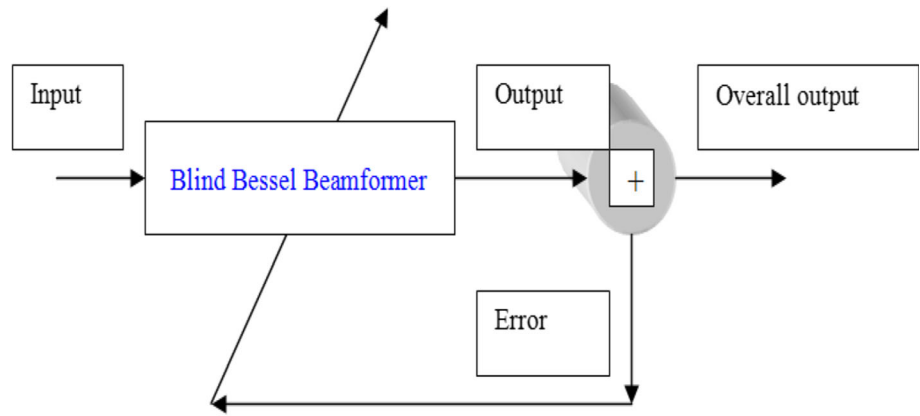 Input
Output
Overall output
Blind Bessel Beamformer
+
Error